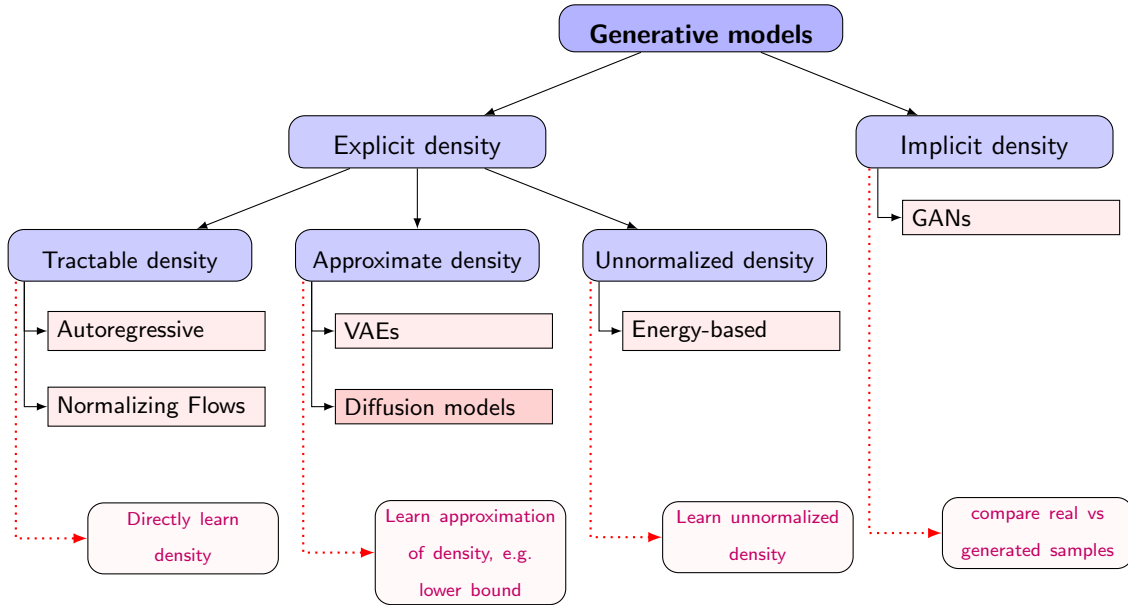 Generative models
Explicit density
Implicit density
GANs
Tractable density
Approximate density
Unnormalized density
Autoregressive
VAEs
Energy-based
Normalizing Flows
Diffusion models
Directly learn
density
Learn approximation
of density, e.g.
lower bound
Learn unnormalized
density
compare real vs
generated samples